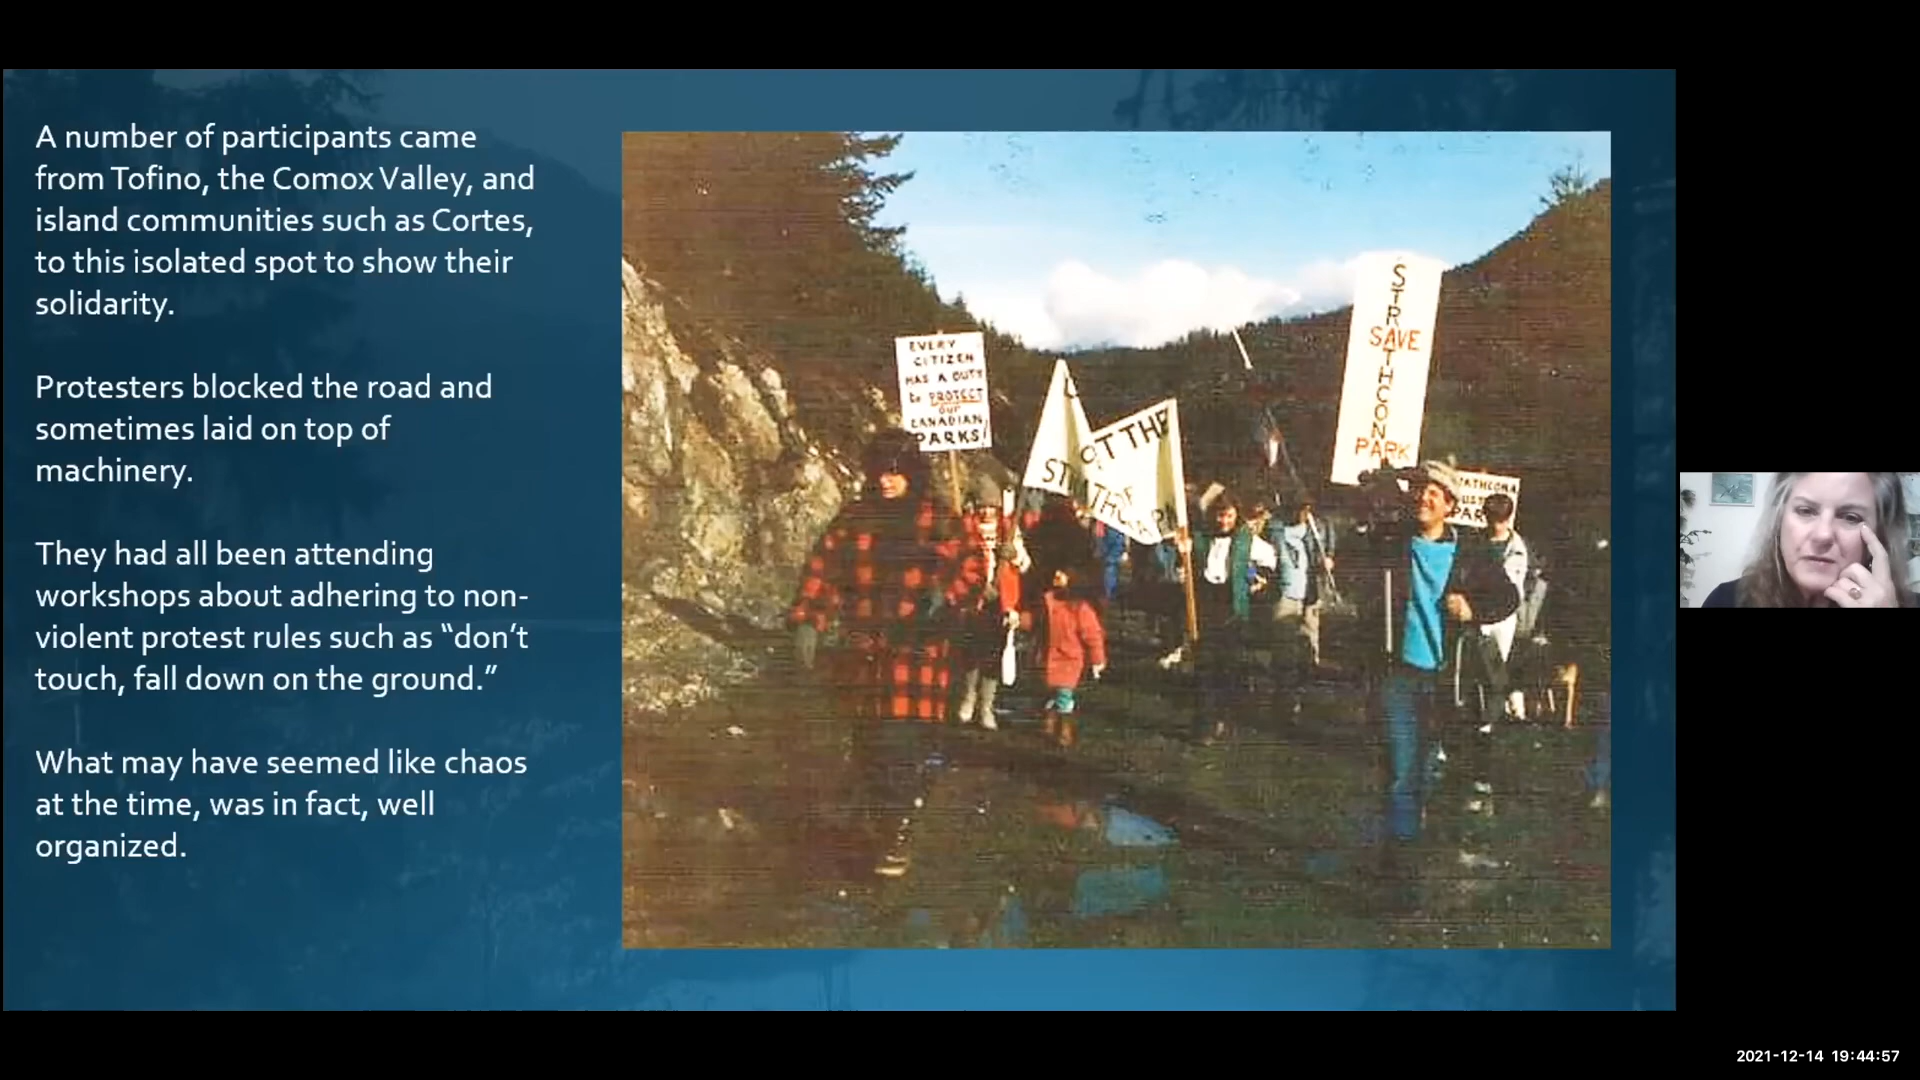 A number of participants came
from Tofino, the Comox Valley, and
island communities such as Cortes,
to this isolated spot to show their
solidarity.
Protesters blocked the road and
sometimes laid on top of
machinery.
They had all been attending
workshops about adhering to non-
violent protest rules such as “don’t
touch, fall down on the ground.”
What may have seemed like chaos
at the time, was in fact, well
organized.
EVERY
CITIZEN
HAS A DUTY
to PROTECT
OUR
CANADIAN
PARKS!
THE
STRATHCONA
SAVE
PARK
2021-12-14 19:44:57